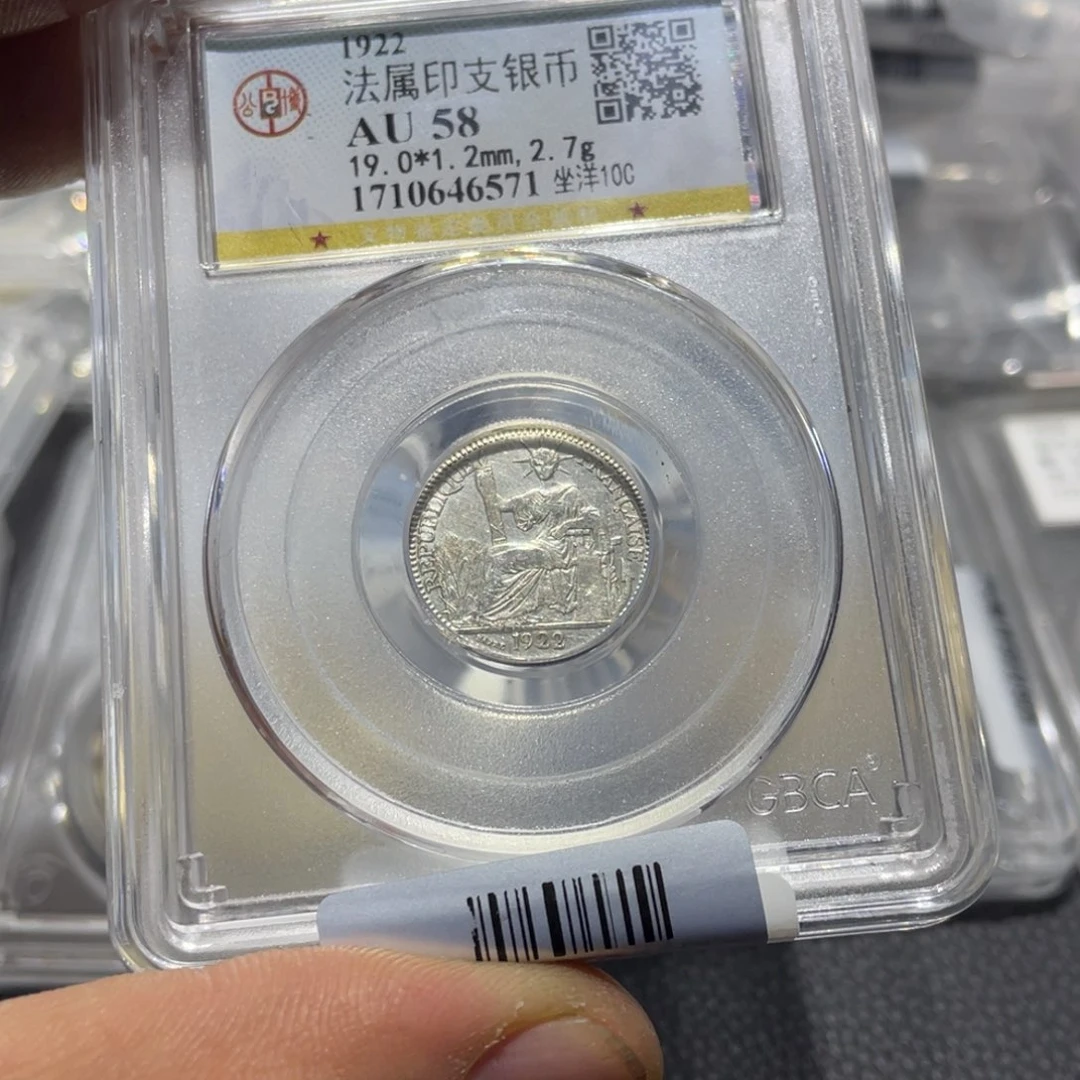 1922
法属印支银币
AU 58
19.0*1.2mm, 2.7g
1710646571 坐洋10C
REPUBLIQUE FRANCAISE
1922
GBCA